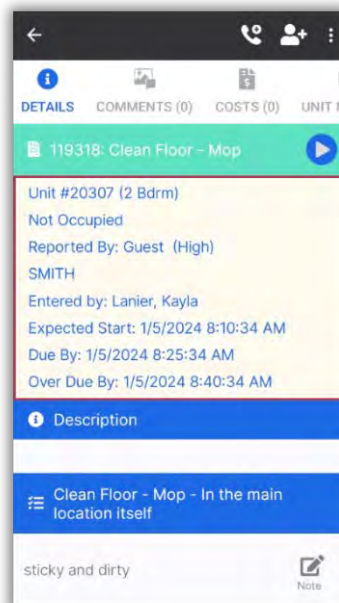 DETAILS COMMENTS (0) COSTS (0) UNIT
119318: Clean Floor - Mop
Unit #20307 (2 Bdrm)
Not Occupied
Reported By: Guest (High)
SMITH
Entered by: Lanier, Kayla
Expected Start: 1/5/2024 8:10:34 AM
Due By: 1/5/2024 8:25:34 AM
Over Due By: 1/5/2024 8:40:34 AM
Description
Clean Floor - Mop - In the main
location itself
sticky and dirty
Note